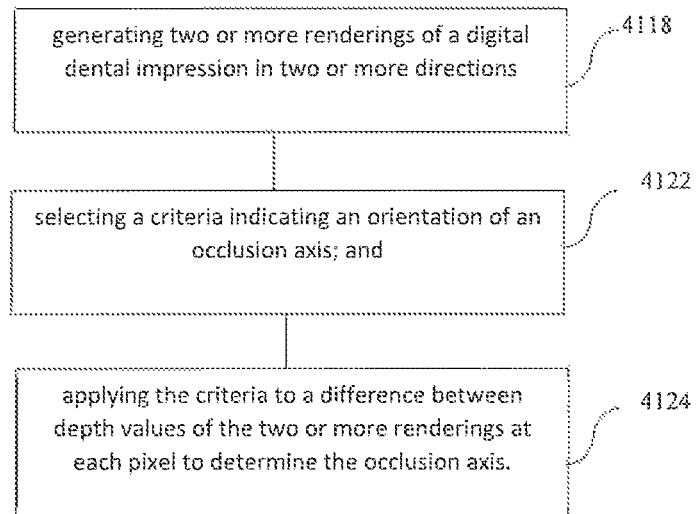 generating two or more renderings of a digital
dental impression in two or more directions
4118
selecting a criteria indicating an orientation of an
occlusion axis; and
4122
applying the criteria to a difference between
depth values of the two or more renderings at
each pixel to determine the occlusion axis.
4124